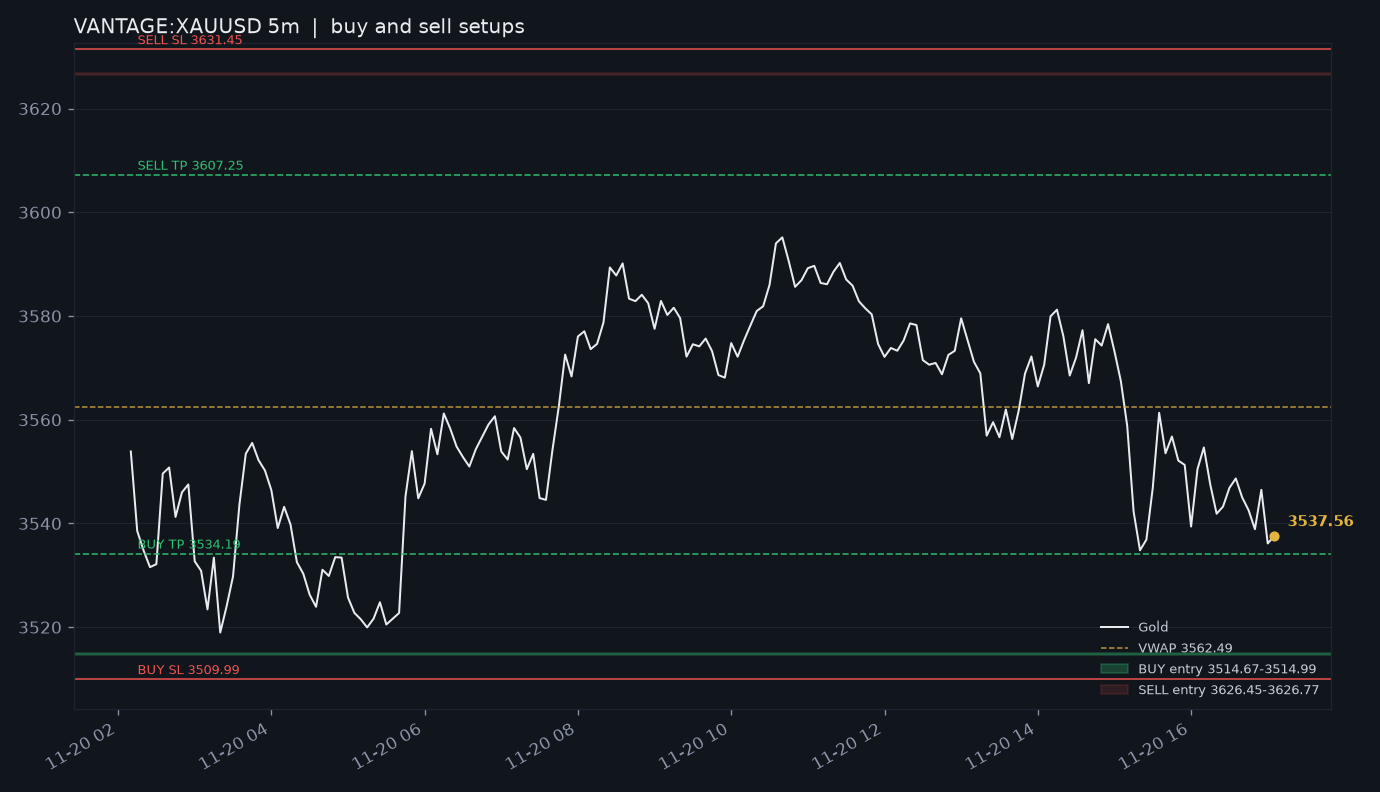 VANTAGE:XAUUSD 5m | buy and sell setups
SELL SL 3631.45
3620
SELL TP 3607.25
3600
3580
3560
3540
3537.56
BUY TP 3534.19
3520
Gold
VWAP 3562.49
BUY SL 3509.99
BUY entry 3514.67-3514.99
SELL entry 3626.45-3626.77
11-20 02
11-20 04
11-20 06
11-20 08
11-20 10
11-20 12
11-20 14
11-20 16